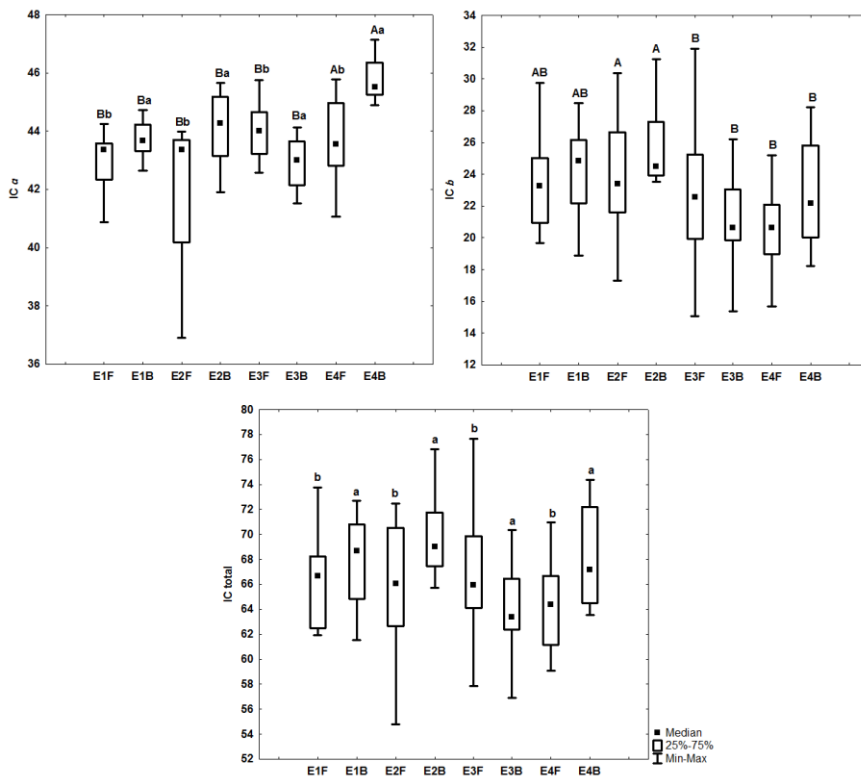 48
46
44
42
40
38
36
IC a
Bb
Ba
Bb
Ba
Bb
Ba
Ab
Aa
E1F E1B E2F E2B E3F E3B E4F E4B
34
32
30
28
26
24
22
20
18
16
14
12
IC b
AB
AB
A
A
B
B
B
B
E1F E1B E2F E2B E3F E3B E4F E4B
80
78
76
74
72
70
68
66
64
62
60
58
56
54
52
IC total
b
a
b
a
b
a
b
a
E1F E1B E2F E2B E3F E3B E4F E4B
Median
25%-75%
Min-Max